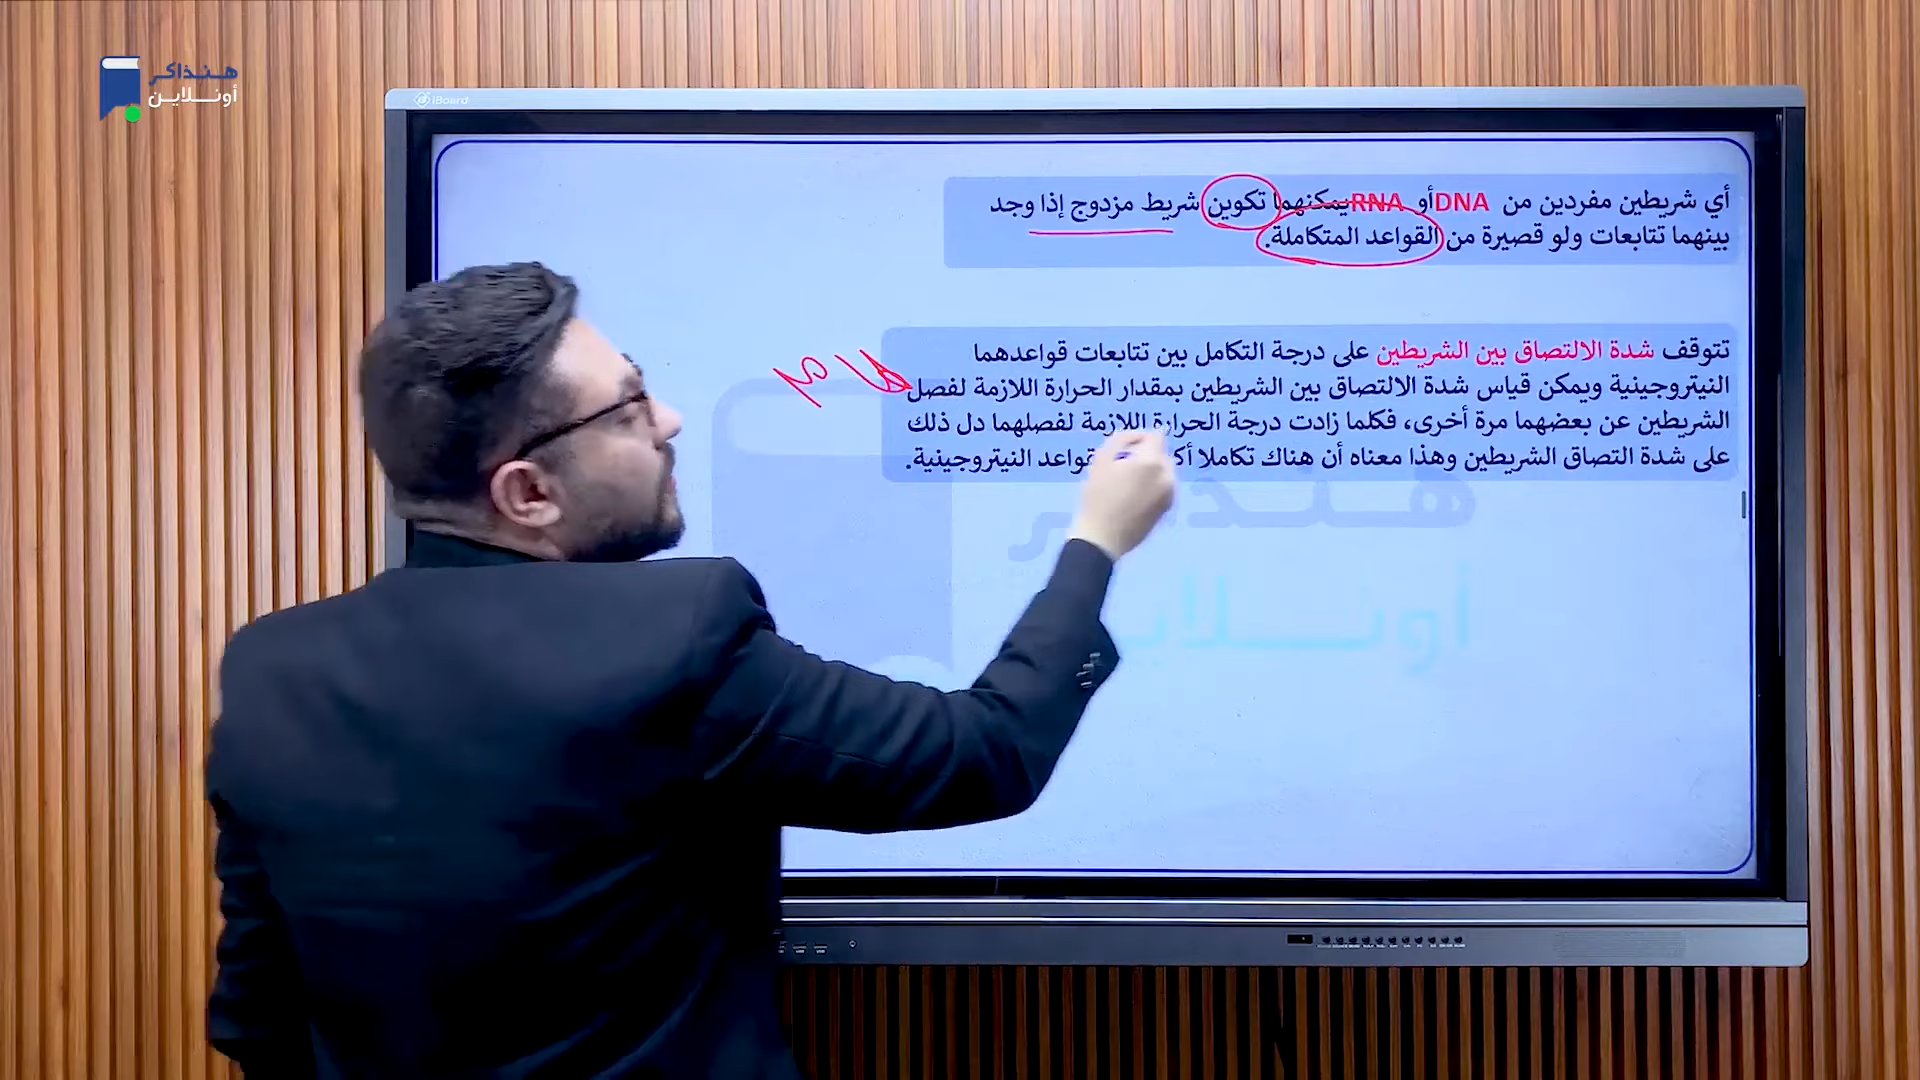 هـنـذاكـر
أونـــلاين
iBoard
أي شريطين مفردين من DNA أو RNA يمكنهما تكوين شريط مزدوج إذا وجد
بينهما تتابعات ولو قصيرة من القواعد المتكاملة.
تتوقف شدة الالتصاق بين الشريطين على درجة التكامل بين تتابعات قواعدهما
النيتروجينية ويمكن قياس شدة الالتصاق بين الشريطين بمقدار الحرارة اللازمة لفصل
الشريطين عن بعضهما مرة أخرى، فكلما زادت درجة الحرارة اللازمة لفصلهما دل ذلك
على شدة التصاق الشريطين وهذا معناه أن هناك تكاملا قواعد النيتروجينية.